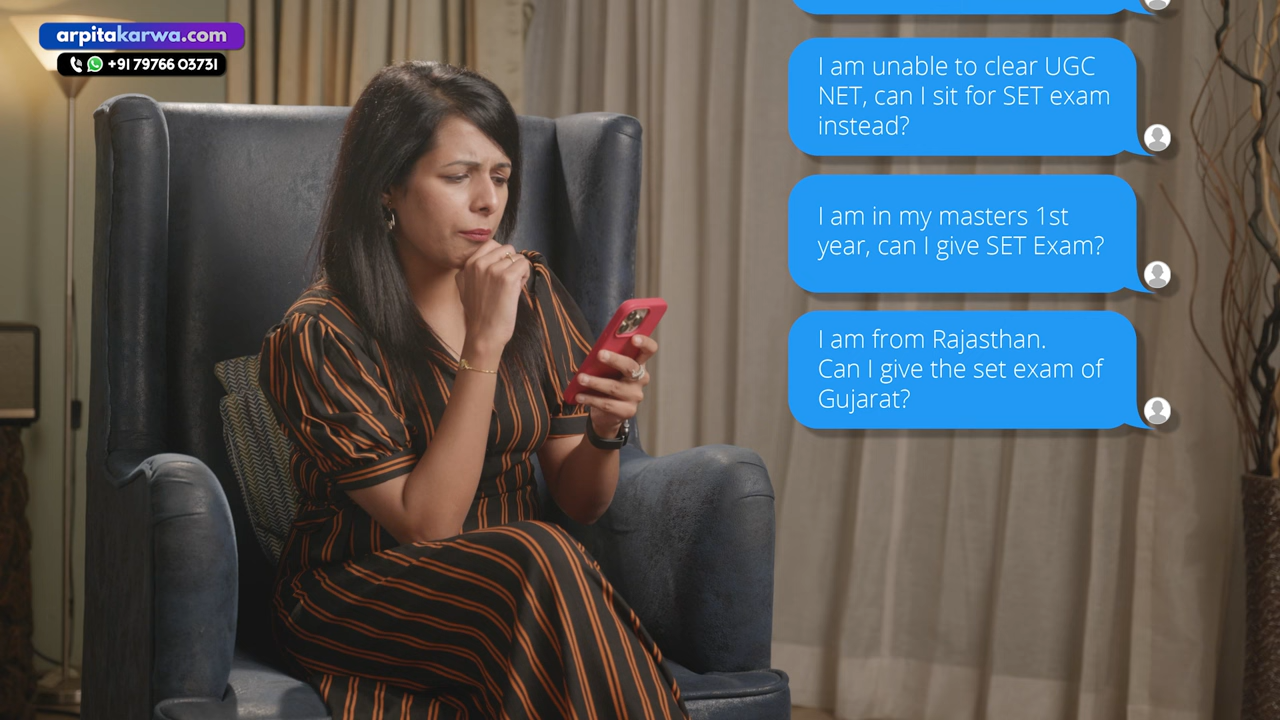 arpitakarwa.com
+91 79766 03731
I am unable to clear UGC
NET, can I sit for SET exam
instead?
I am in my masters 1st
year, can I give SET Exam?
I am from Rajasthan.
Can I give the set exam of
Gujarat?